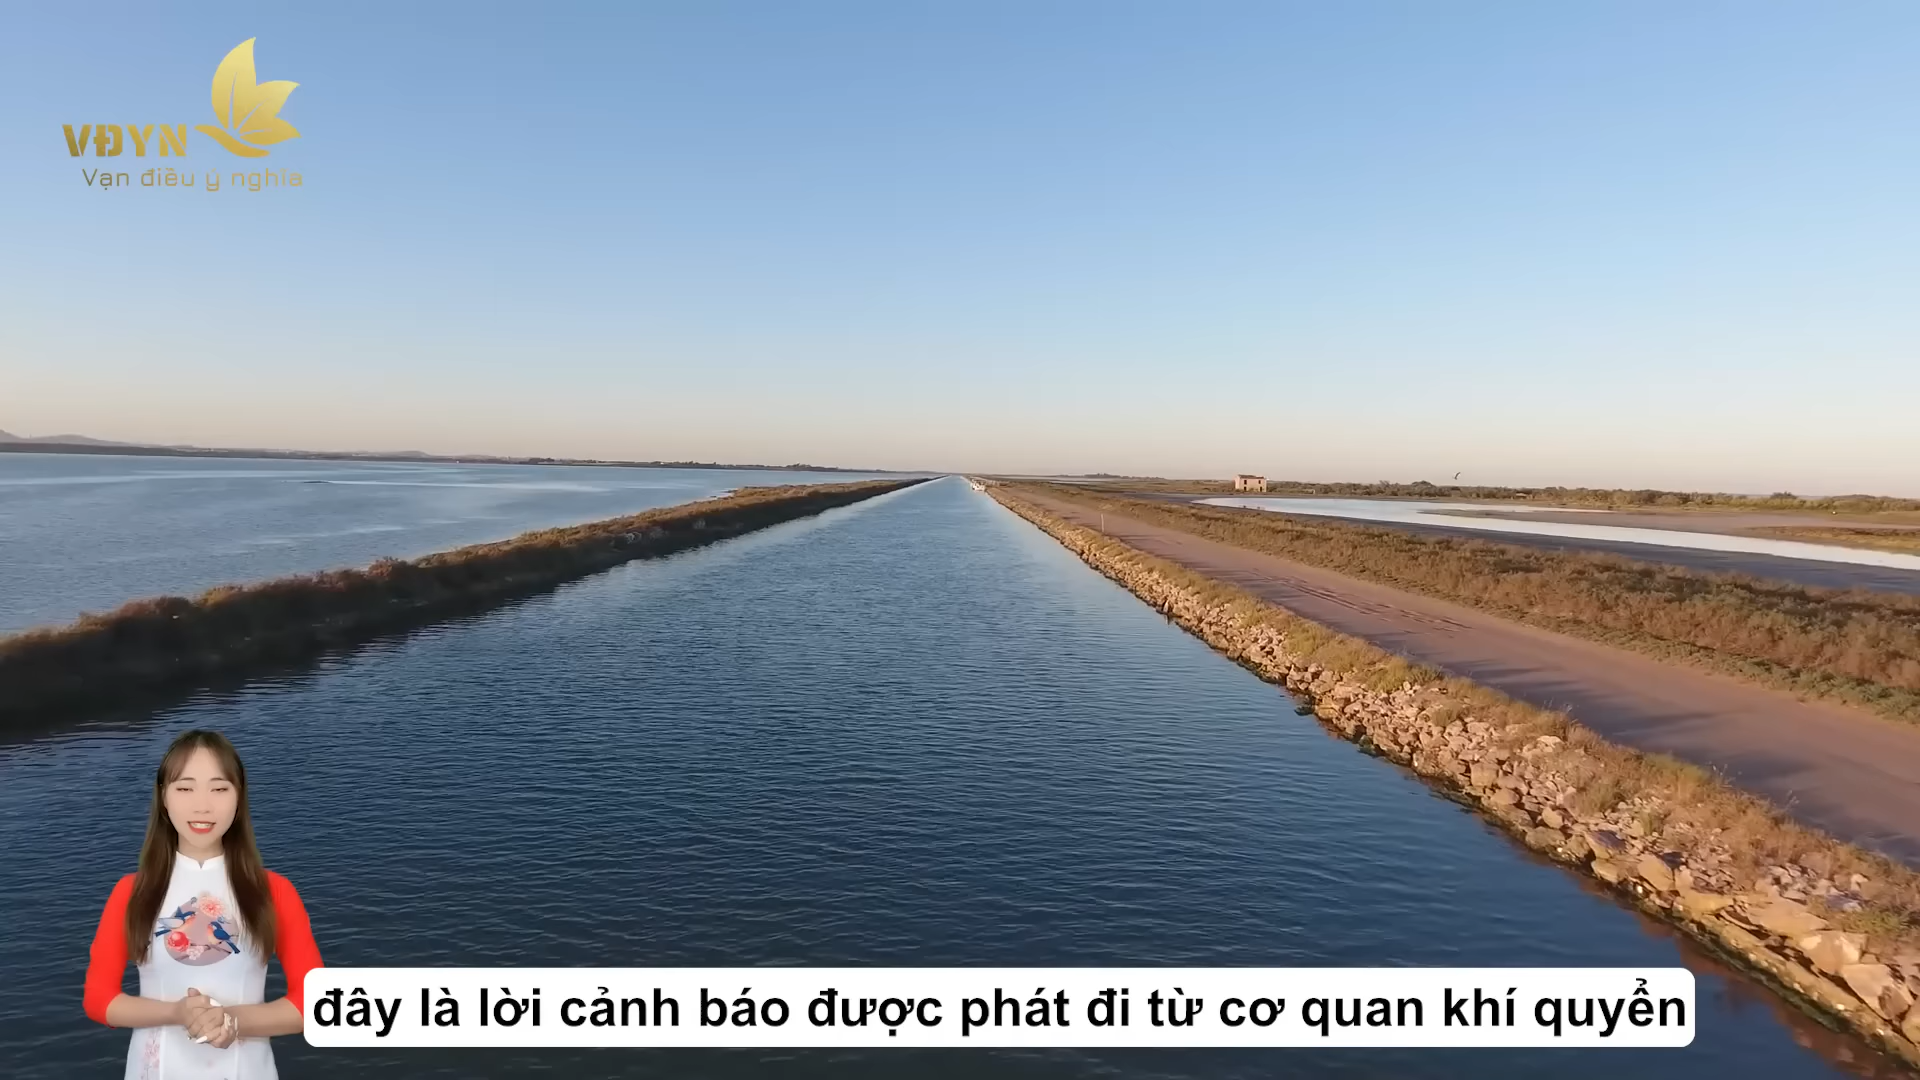 VĐYN
Vạn điều ý nghĩa
đây là lời cảnh báo được phát đi từ cơ quan khí quyển